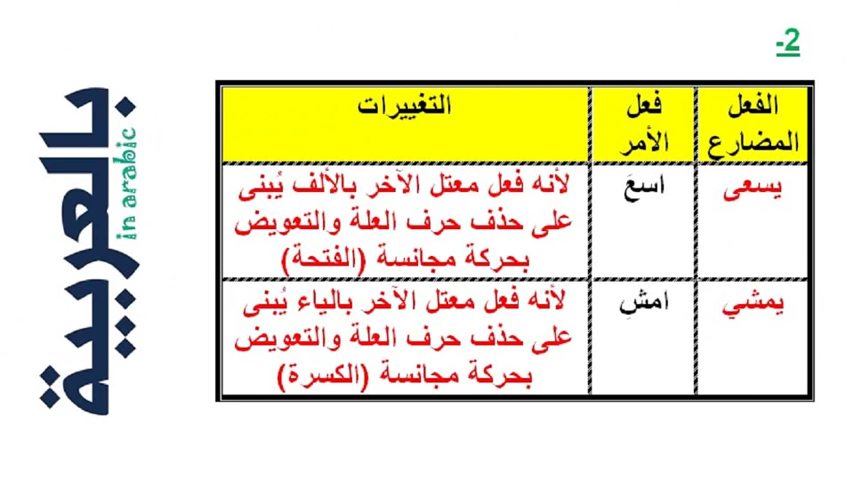 2-
الفعل المضارع
فعل الأمر
التغييرات
يسعى
اسعَ
لأنه فعل معتل الآخر بالألف يُبنى
على حذف حرف العلة والتعويض
بحركة مجانسة (الفتحة)
يمشي
امشِ
لأنه فعل معتل الآخر بالياء يُبنى
على حذف حرف العلة والتعويض
بحركة مجانسة (الكسرة)
بالعربية
in arabic